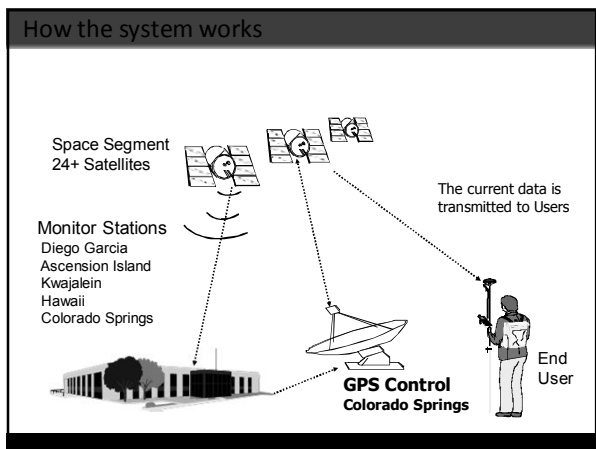 How the system works
Space Segment
24+ Satellites
The current data is
transmitted to Users
Monitor Stations
Diego Garcia
Ascension Island
Kwajalein
Hawaii
Colorado Springs
End
User
GPS Control
Colorado Springs